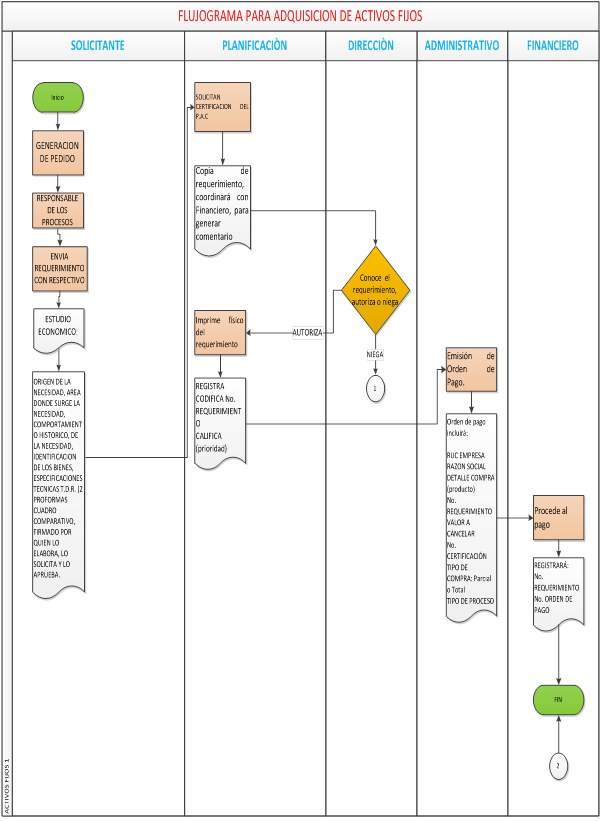 FLUJOGRAMA PARA ADQUISICION DE ACTIVOS FIJOS
SOLICITANTE
PLANIFICACIÒN
DIRECCIÒN
ADMINISTRATIVO
FINANCIERO
Inicio
GENERACION
DE PEDIDO
RESPONSABLE
DE LOS
PROCESOS
ENVIA
REQUERIMIENTO
CON RESPECTIVO
ESTUDIO
ECONOMICO:
ORIGEN DE LA
NECESIDAD, AREA
DONDE SURGE LA
NECESIDAD,
COMPORTAMIENT
O HISTORICO, DE
LA NECESIDAD,
IDENTIFICACION
DE LOS BIENES,
ESPECIFICACIONES
TECNICAS T.D.R. |2
PROFORMAS
CUADRO
COMPARATIVO,
FIRMADO POR
QUIEN LO
ELABORA, LO
SOLICITA Y LO
APRUEBA.
SOLICITAN
CERTIFICACION DEL
P.A.C
Copia de
requerimiento,
coordinará con
Financiero, para
generar
comentario
Imprime físico
del
requerimiento
REGISTRA
CODIFICA No.
REQUERIMIENT
O
CALIFICA
(prioridad)
Conoce el
requerimiento,
autoriza o niega
AUTORIZA
NIEGA
1
Emisión de
Orden de
Pago.
Orden de pago
incluirá:
RUC EMPRESA
RAZON SOCIAL
DETALLE COMPRA
(producto)
No.
REQUERIMIENTO
VALOR A
CANCELAR
No.
CERTIFICACIÓN
TIPO DE
COMPRA: Parcial
o Total
TIPO DE PROCESO
Procede al
pago
REGISTRARÁ:
No.
REQUERIMIENTO
No. ORDEN DE
PAGO
FIN
2
ACTIVOS FIJOS 1